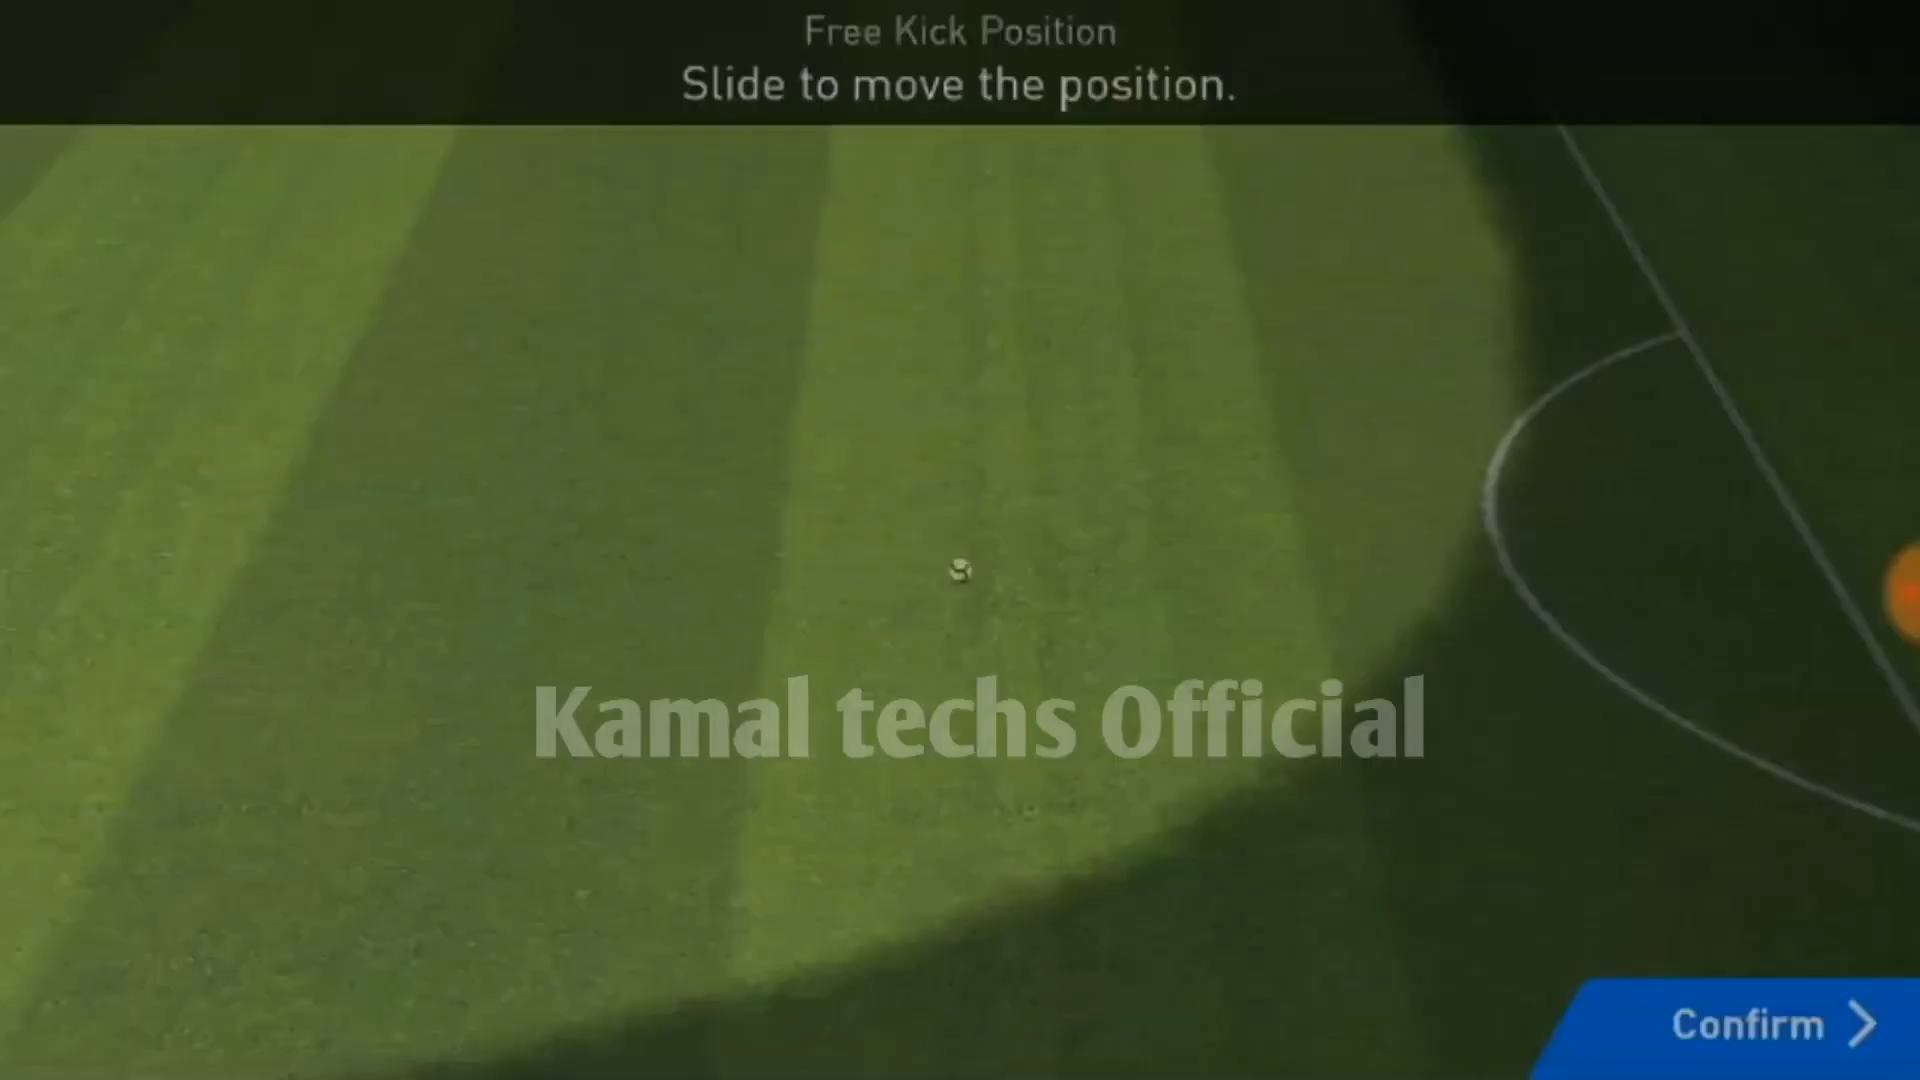 Free Kick Position
Slide to move the position.
Kamal techs Official
Confirm